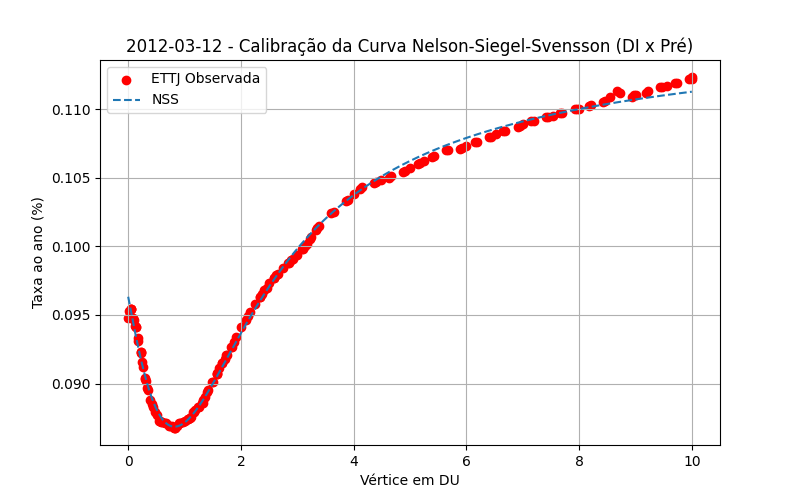 2012-03-12 - Calibração da Curva Nelson-Siegel-Svensson (DI x Pré)
ETTJ Observada
NSS
Taxa ao ano (%)
0.110
0.105
0.100
0.095
0.090
0 2 4 6 8 10
Vértice em DU